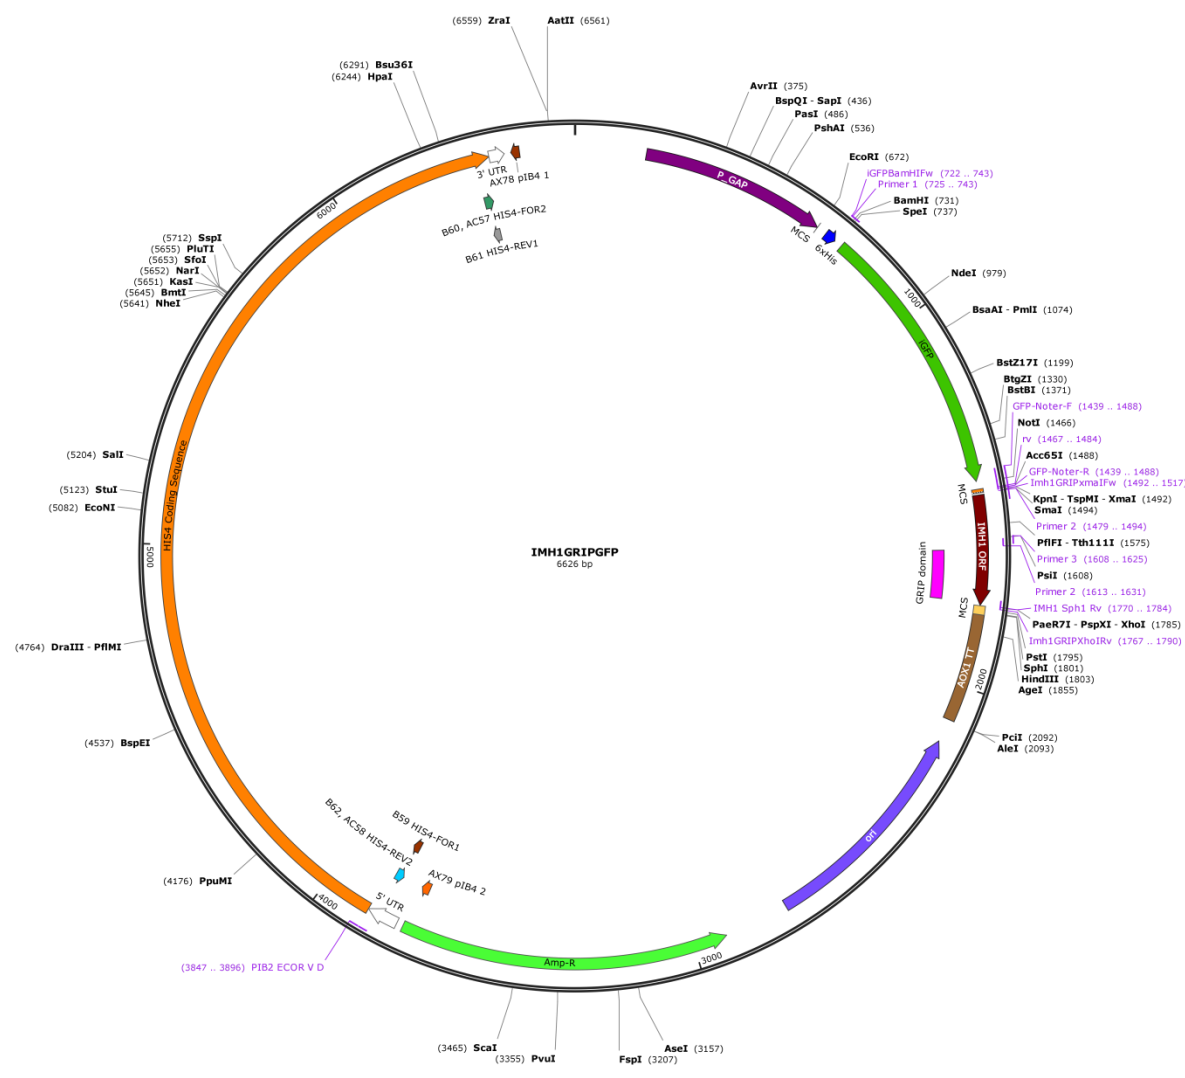 (6559) ZraI
AatII (6561)
(6291) Bsu36I
(6244) HpaI
AvrII (375)
BspQI - SapI (436)
PasI (486)
PshAI (536)
EcoRI (672)
iGFPBamHIFw (722 .. 743)
Primer 1 (725 .. 743)
BamHI (731)
SpeI (737)
NdeI (979)
BsaAI - PmlI (1074)
BstZ17I (1199)
BtgZI (1330)
BstBI (1371)
GFP-Noter-F (1439 .. 1488)
NotI (1466)
rv (1467 .. 1484)
Acc65I (1488)
GFP-Noter-R (1439 .. 1488)
Imh1GRIPxmaIFw (1492 .. 1517)
KpnI - TspMI - XmaI (1492)
SmaI (1494)
Primer 2 (1479 .. 1494)
PflFI - Tth111I (1575)
Primer 3 (1608 .. 1625)
PsiI (1608)
Primer 2 (1613 .. 1631)
IMH1 Sph1 Rv (1770 .. 1784)
PaeR7I - PspXI - XhoI (1785)
Imh1GRIPXhoIRv (1767 .. 1790)
PstI (1795)
SphI (1801)
HindIII (1803)
AgeI (1855)
PciI (2092)
AleI (2093)
AseI (3157)
FspI (3207)
(3355) PvuI
(3465) ScaI
(3847 .. 3896) PIB2 ECOR V D
(4176) PpuMI
(4537) BspEI
(4764) DraIII - PflMI
(5082) EcoNI
(5123) StuI
(5204) SalI
(5641) NheI
(5645) BmtI
(5651) KasI
(5652) NarI
(5653) SfoI
(5655) PluTI
(5712) SspI
1000
2000
3000
4000
5000
6000
P_GAP
MCS
6xHis
iGFP
MCS
IMH1 ORF
GRIP domain
MCS
AOX1 TT
ori
Amp-R
5' UTR
AX79 pIB4 2
B59 HIS4-FOR1
B62, AC58 HIS4-REV2
HIS4 Coding Sequence
3' UTR
AX78 pIB4 1
B60, AC57 HIS4-FOR2
B61 HIS4-REV1
IMH1GRIPGFP
6626 bp